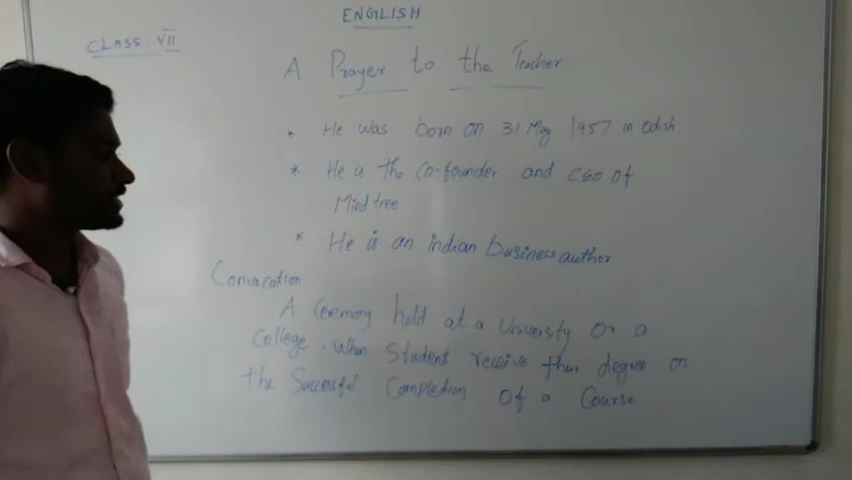 ENGLISH
CLASS: VII
A Prayer to the Teacher
He was born on 31 May 1957 in odish
* He is the co-founder and CEO Of
Mind tree
* He is an indian business author
Convacation
A Ceremony held at a University Or a
College. when Student receive thur degree on
the Successful Completion Of a Course